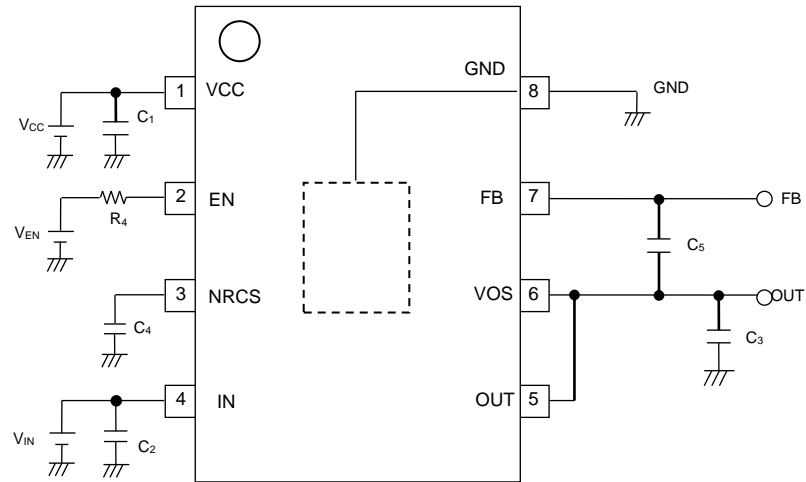 GND
1 VCC
8
GND
VCC
C1
2 EN
FB 7
FB
R4
VEN
C5
3 NRCS
VOS 6
OUT
C4
C3
4 IN
OUT 5
VIN
C2